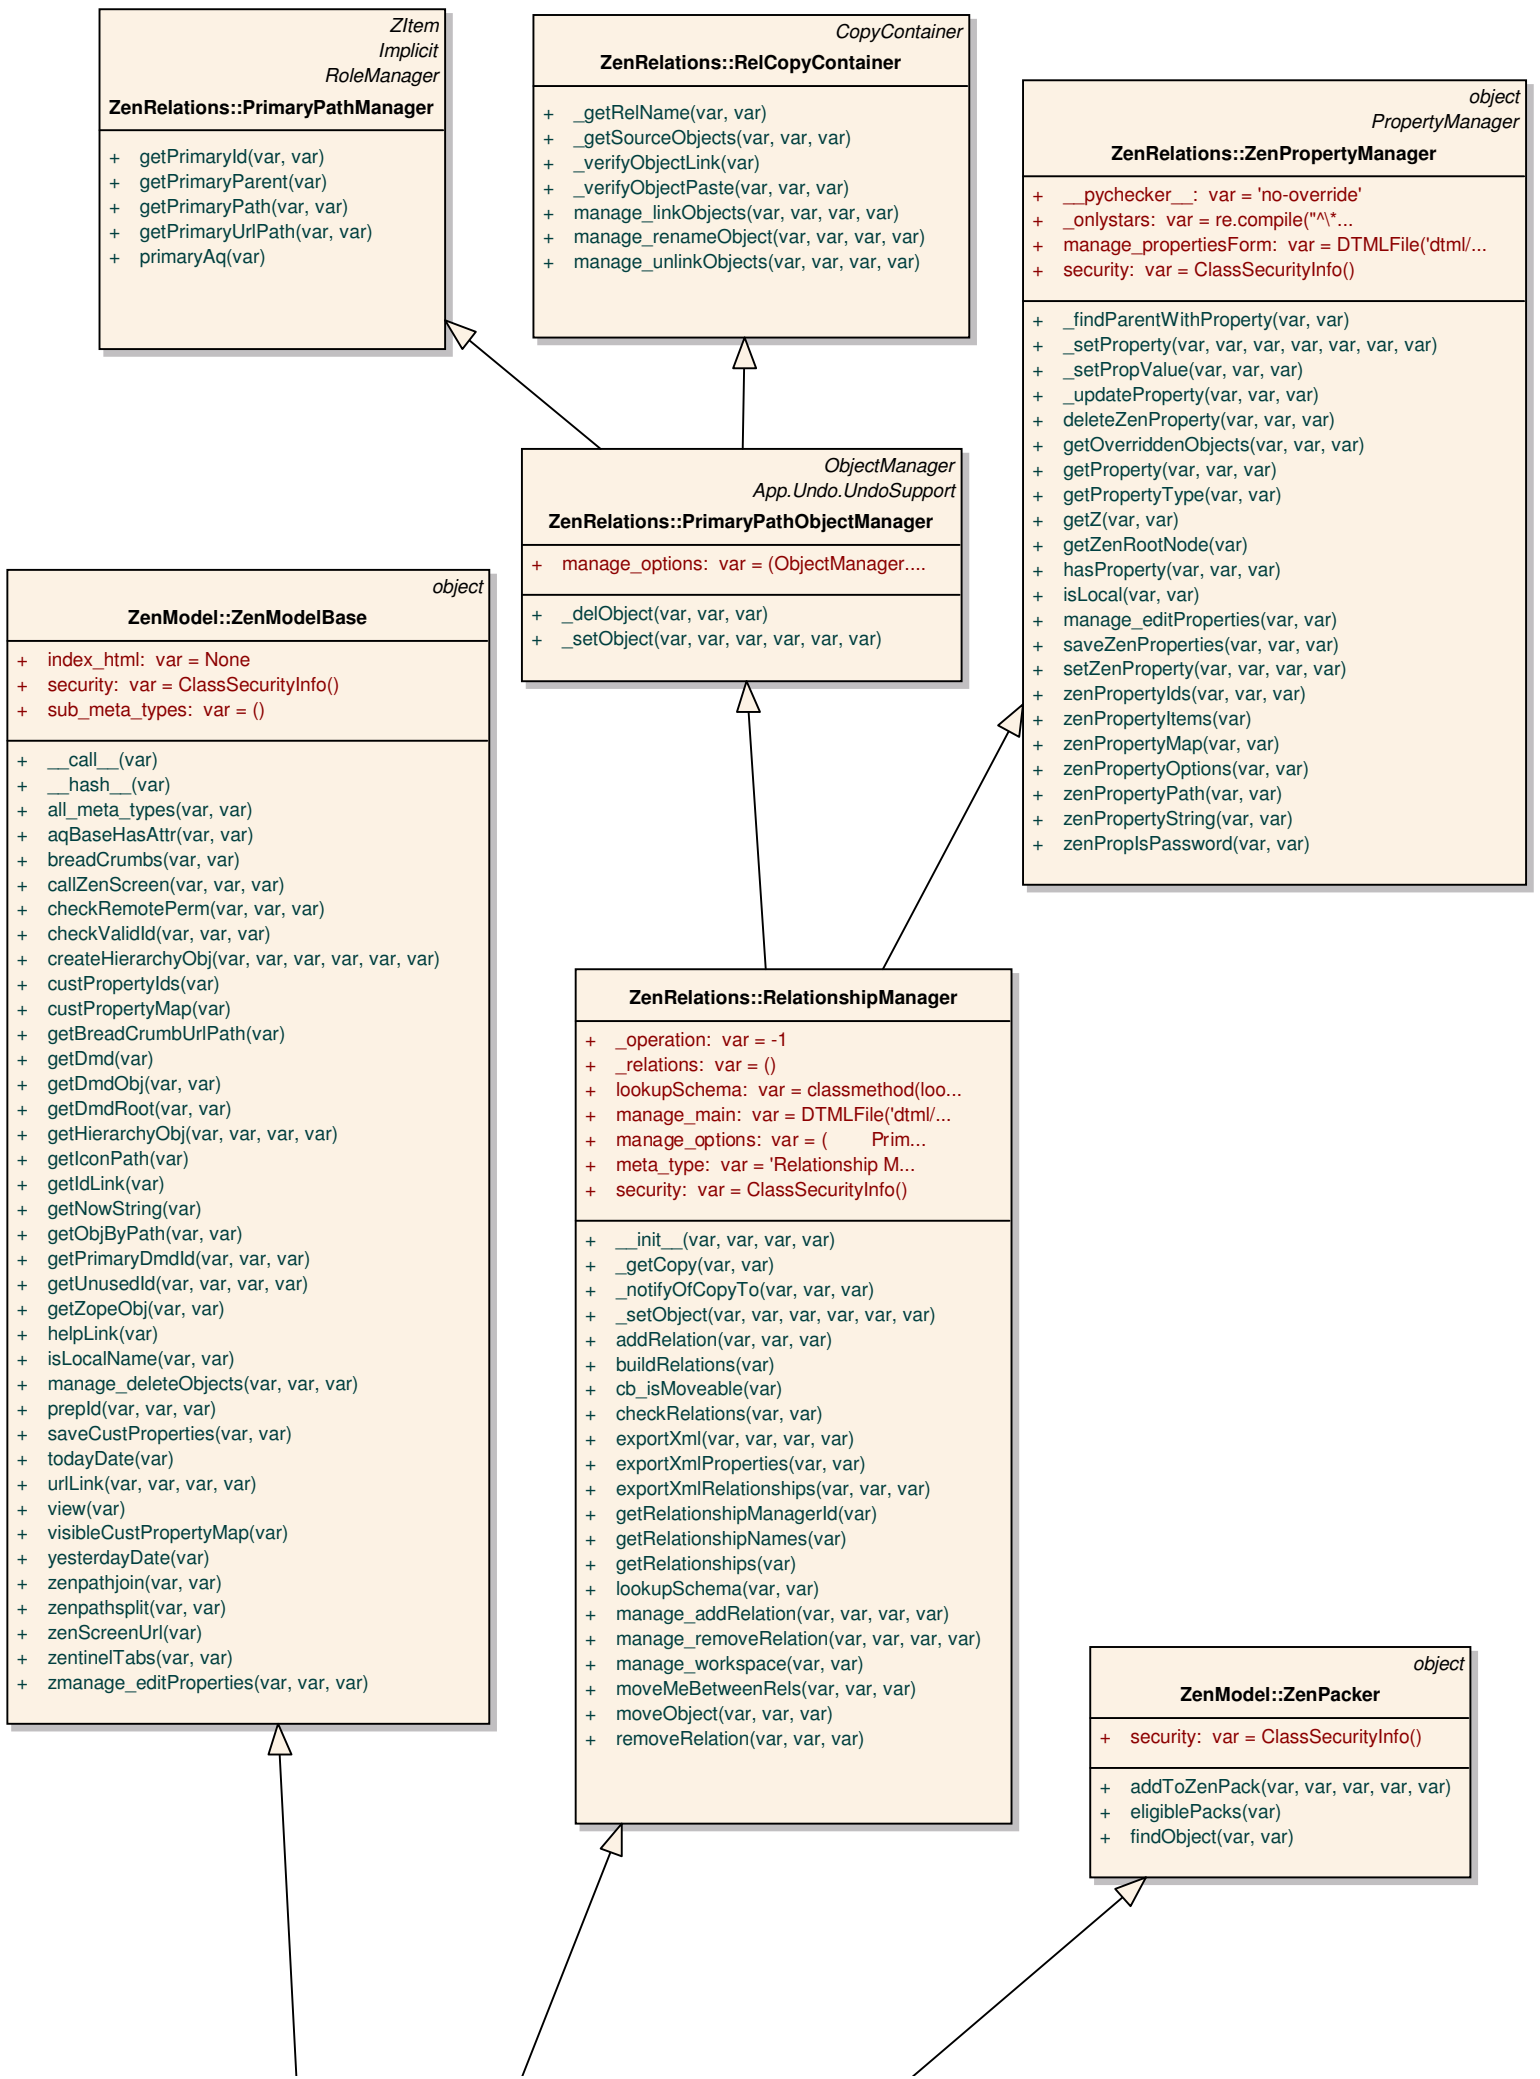 ZItem
Implicit
RoleManager
ZenRelations::PrimaryPathManager
+ getPrimaryId(var, var)
+ getPrimaryParent(var)
+ getPrimaryPath(var, var)
+ getPrimaryUrlPath(var, var)
+ primaryAq(var)
CopyContainer
ZenRelations::RelCopyContainer
+ _getRelName(var, var)
+ _getSourceObjects(var, var, var)
+ _verifyObjectLink(var)
+ _verifyObjectPaste(var, var, var)
+ manage_linkObjects(var, var, var, var)
+ manage_renameObject(var, var, var, var)
+ manage_unlinkObjects(var, var, var, var)
object
PropertyManager
ZenRelations::ZenPropertyManager
+ __pychecker__: var = 'no-override'
+ _onlystars: var = re.compile("^\*...
+ manage_propertiesForm: var = DTMLFile('dtml/...
+ security: var = ClassSecurityInfo()
+ _findParentWithProperty(var, var)
+ _setProperty(var, var, var, var, var, var, var)
+ _setPropValue(var, var, var)
+ _updateProperty(var, var, var)
+ deleteZenProperty(var, var, var)
+ getOverriddenObjects(var, var, var)
+ getProperty(var, var, var)
+ getPropertyType(var, var)
+ getZ(var, var)
+ getZenRootNode(var)
+ hasProperty(var, var, var)
+ isLocal(var, var)
+ manage_editProperties(var, var)
+ saveZenProperties(var, var, var)
+ setZenProperty(var, var, var, var)
+ zenPropertyIds(var, var, var)
+ zenPropertyItems(var)
+ zenPropertyMap(var, var)
+ zenPropertyOptions(var, var)
+ zenPropertyPath(var, var)
+ zenPropertyString(var, var)
+ zenPropIsPassword(var, var)
ObjectManager
App.Undo.UndoSupport
ZenRelations::PrimaryPathObjectManager
+ manage_options: var = (ObjectManager....
+ _delObject(var, var, var)
+ _setObject(var, var, var, var, var, var)
object
ZenModel::ZenModelBase
+ index_html: var = None
+ security: var = ClassSecurityInfo()
+ sub_meta_types: var = ()
+ __call__(var)
+ __hash__(var)
+ all_meta_types(var, var)
+ aqBaseHasAttr(var, var)
+ breadCrumbs(var, var)
+ callZenScreen(var, var, var)
+ checkRemotePerm(var, var, var)
+ checkValidId(var, var, var)
+ createHierarchyObj(var, var, var, var, var, var)
+ custPropertyIds(var)
+ custPropertyMap(var)
+ getBreadCrumbUrlPath(var)
+ getDmd(var)
+ getDmdObj(var, var)
+ getDmdRoot(var, var)
+ getHierarchyObj(var, var, var, var)
+ getIconPath(var)
+ getIdLink(var)
+ getNowString(var)
+ getObjByPath(var, var)
+ getPrimaryDmdId(var, var, var)
+ getUnusedId(var, var, var, var)
+ getZopeObj(var, var)
+ helpLink(var)
+ isLocalName(var, var)
+ manage_deleteObjects(var, var, var)
+ prepId(var, var, var)
+ saveCustProperties(var, var)
+ todayDate(var)
+ urlLink(var, var, var, var)
+ view(var)
+ visibleCustPropertyMap(var)
+ yesterdayDate(var)
+ zenpathjoin(var, var)
+ zenpathsplit(var, var)
+ zenScreenUrl(var)
+ zentinelTabs(var, var)
+ zmanage_editProperties(var, var, var)
ZenRelations::RelationshipManager
+ _operation: var = -1
+ _relations: var = ()
+ lookupSchema: var = classmethod(loo...
+ manage_main: var = DTMLFile('dtml/...
+ manage_options: var = ( Prim...
+ meta_type: var = 'Relationship M...
+ security: var = ClassSecurityInfo()
+ __init__(var, var, var, var)
+ _getCopy(var, var)
+ _notifyOfCopyTo(var, var, var)
+ _setObject(var, var, var, var, var, var)
+ addRelation(var, var, var)
+ buildRelations(var)
+ cb_isMoveable(var)
+ checkRelations(var, var)
+ exportXml(var, var, var, var)
+ exportXmlProperties(var, var)
+ exportXmlRelationships(var, var, var)
+ getRelationshipManagerId(var)
+ getRelationshipNames(var)
+ getRelationships(var)
+ lookupSchema(var, var)
+ manage_addRelation(var, var, var, var)
+ manage_removeRelation(var, var, var, var)
+ manage_workspace(var, var)
+ moveMeBetweenRels(var, var, var)
+ moveObject(var, var, var)
+ removeRelation(var, var, var)
object
ZenModel::ZenPacker
+ security: var = ClassSecurityInfo()
+ addToZenPack(var, var, var, var, var)
+ eligiblePacks(var)
+ findObject(var, var)